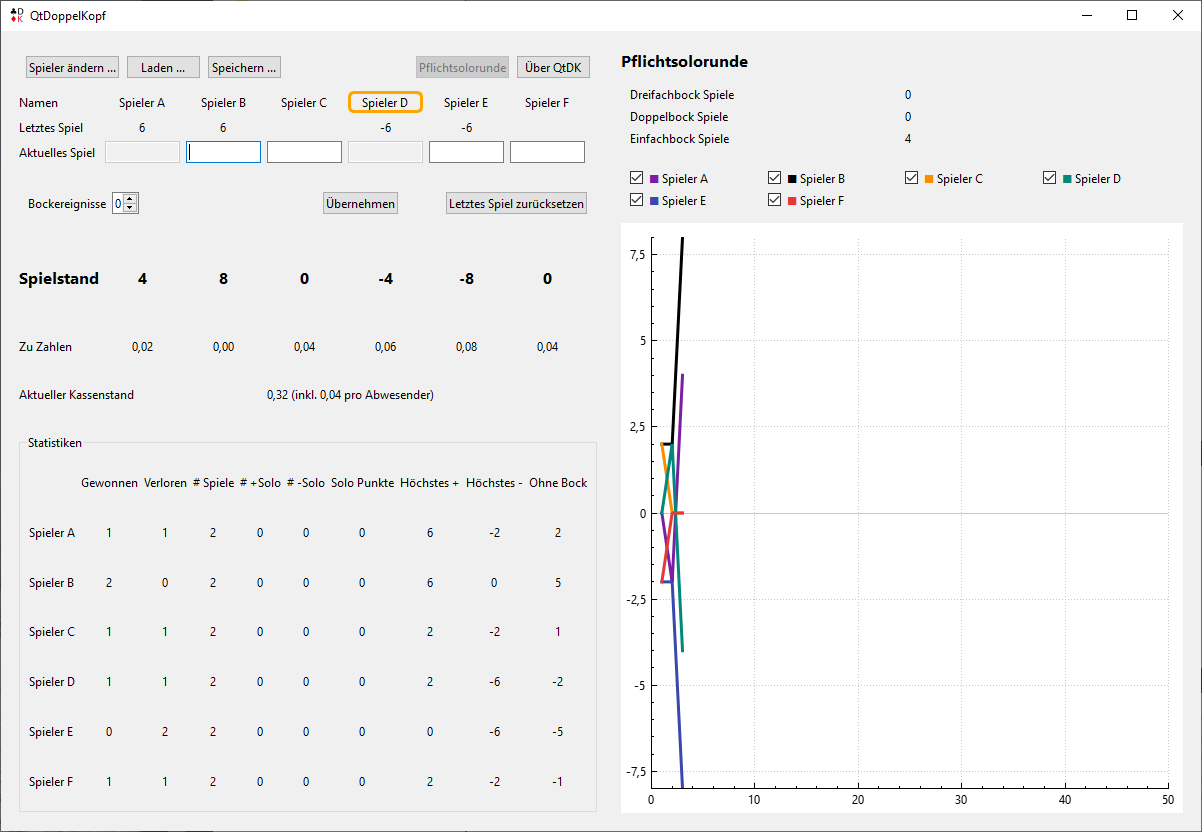 QtDoppelKopf
Spieler ändern ... Laden ... Speichern ... Pflichtsolorunde Über QtDK
Namen Spieler A Spieler B Spieler C Spieler D Spieler E Spieler F
Letztes Spiel 6 6 -6 -6
Aktuelles Spiel
Bockereignisse 0 Übernehmen Letztes Spiel zurücksetzen
Spielstand 4 8 0 -4 -8 0
Zu Zahlen 0,02 0,00 0,04 0,06 0,08 0,04
Aktueller Kassenstand 0,32 (inkl. 0,04 pro Abwesender)
Statistiken
Gewonnen Verloren # Spiele # +Solo # -Solo Solo Punkte Höchstes + Höchstes - Ohne Bock
Spieler A 1 1 2 0 0 0 6 -2 2
Spieler B 2 0 2 0 0 0 6 0 5
Spieler C 1 1 2 0 0 0 2 -2 1
Spieler D 1 1 2 0 0 0 2 -6 -2
Spieler E 0 2 2 0 0 0 0 -6 -5
Spieler F 1 1 2 0 0 0 2 -2 -1
Pflichtsolorunde
Dreifachbock Spiele 0
Doppelbock Spiele 0
Einfachbock Spiele 4
Spieler A Spieler B Spieler C Spieler D
Spieler E Spieler F
7,5
5
2,5
0
-2,5
-5
-7,5
0 10 20 30 40 50